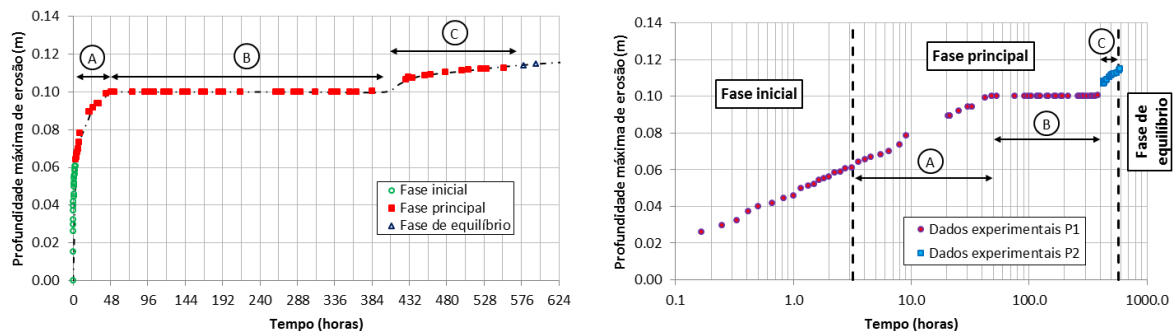 Profundidade máxima de erosão (m)
0.14
0.12
0.10
0.08
0.06
0.04
0.02
0.00
A
B
C
Fase inicial
Fase principal
Fase de equilíbrio
0 48 96 144 192 240 288 336 384 432 480 528 576 624
Tempo (horas)
Profundidade máxima de erosão (m)
0.14
0.12
0.10
0.08
0.06
0.04
0.02
0.00
Fase inicial
Fase principal
Fase de
equilíbrio
C
B
A
Dados experimentais P1
Dados experimentais P2
0.1 1.0 10.0 100.0 1000.0
Tempo (horas)